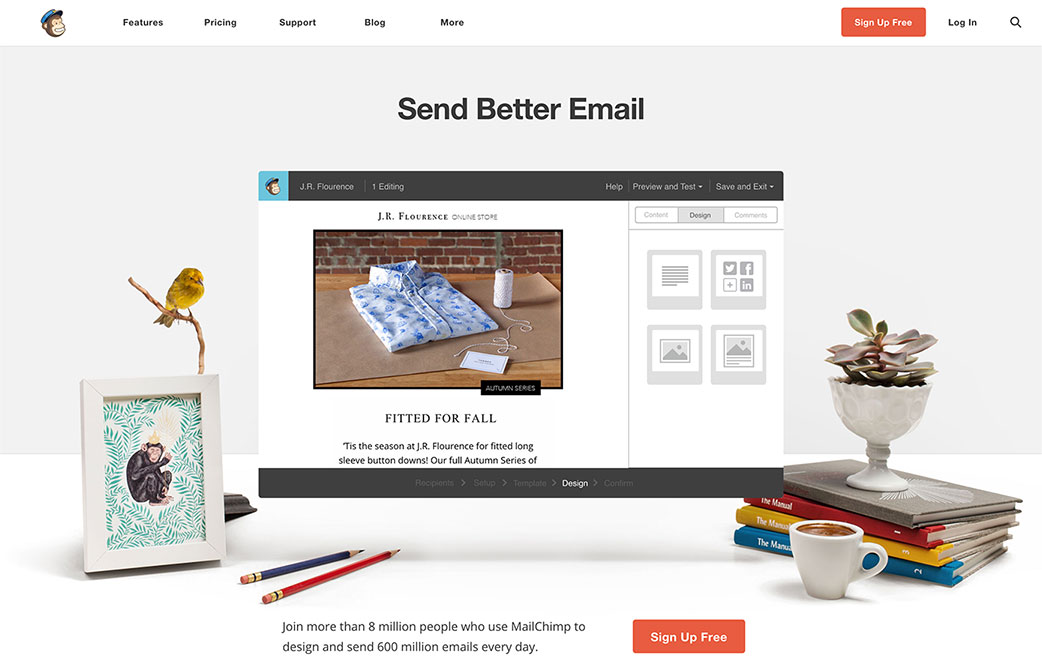 Features Pricing Support Blog More Sign Up Free Log In
Send Better Email
J.R. Flourence 1 Editing Help Preview and Test Save and Exit
J.R. FLOURENCE ONLINE STORE
Content Design Comments
AUTUMN SERIES
FITTED FOR FALL
'Tis the season at J.R. Flourence for fitted long
sleeve button downs! Our full Autumn Series of
Recipients Setup Template Design Confirm
The Manual
The Manual
3
The Manual
2
Join more than 8 million people who use MailChimp to
design and send 600 million emails every day.
Sign Up Free